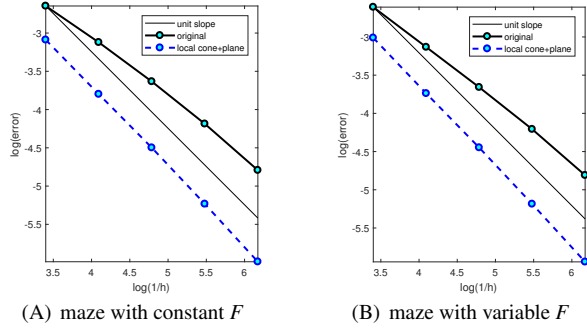 unit slope
original
local cone+plane
-3
-3.5
-4
-4.5
-5
-5.5
log(error)
3.5 4 4.5 5 5.5 6
log(1/h)
(A) maze with constant F
unit slope
original
local cone+plane
-3
-3.5
-4
-4.5
-5
-5.5
log(error)
3.5 4 4.5 5 5.5 6
log(1/h)
(B) maze with variable F